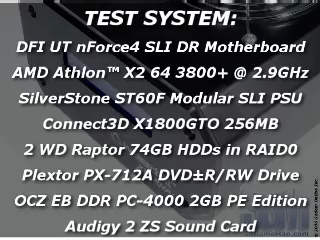 TEST SYSTEM:
DFI UT nForce4 SLI DR Motherboard
AMD Athlon™ X2 64 3800+ @ 2.9GHz
SilverStone ST60F Modular SLI PSU
Connect3D X1800GTO 256MB
2 WD Raptor 74GB HDDs in RAID0
Plextor PX-712A DVD±R/RW Drive
OCZ EB DDR PC-4000 2GB PE Edition
Audigy 2 ZS Sound Card